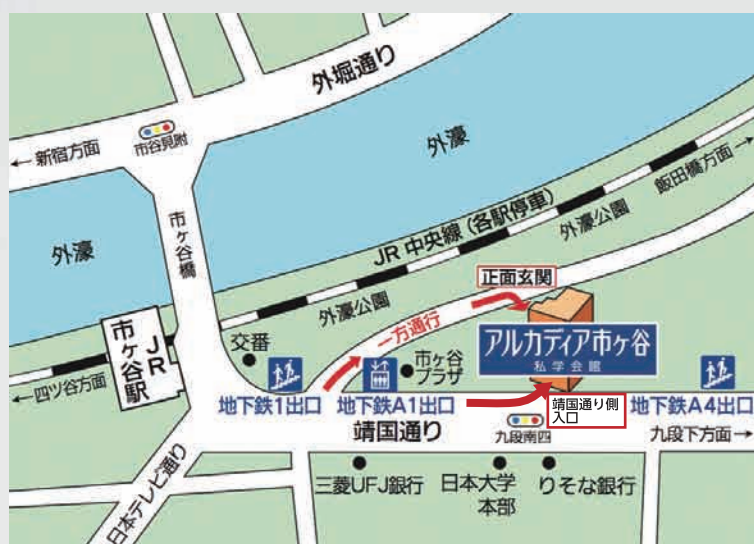 外堀通り
←新宿方面
市谷見附
外濠
飯田橋方面→
市ヶ谷橋
外濠
JR 中央線(各駅停車)
外濠公園
正面玄関
外濠公園
一方通行
アルカディア市ヶ谷
私学会館
JR
市ヶ谷駅
交番
市ヶ谷
プラザ
←四ツ谷方面
地下鉄1出口
地下鉄A1出口
靖国通り側
入口
地下鉄A4出口
靖国通り
九段南四
九段下方面→
日本テレビ通り
三菱UFJ銀行
日本大学
本部
りそな銀行